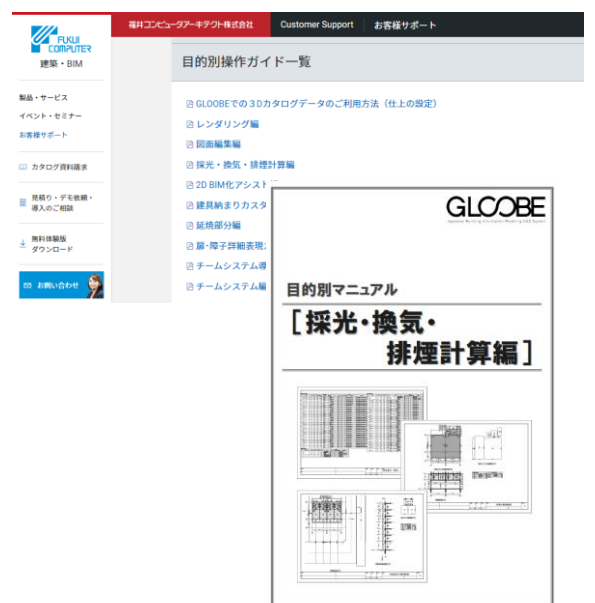 福井コンピュータアーキテクト株式会社
Customer Support
お客様サポート
FUKUI
COMPUTER
建築・BIM
製品・サービス
イベント・セミナー
お客様サポート
カタログ資料請求
見積り・デモ依頼・
導入のご相談
無料体験版
ダウンロード
お問い合わせ
目的別操作ガイド一覧
GLOOBEでの3Dカタログデータのご利用方法（仕上の設定）
レンダリング編
図面編集編
採光・換気・排煙計算編
2D BIM化アシスト
建具納まりカスタ
延焼部分編
扉・障子詳細表現
チームシステム導
チームシステム編
GLOOBE
目的別マニュアル
［採光・換気・
排煙計算編］